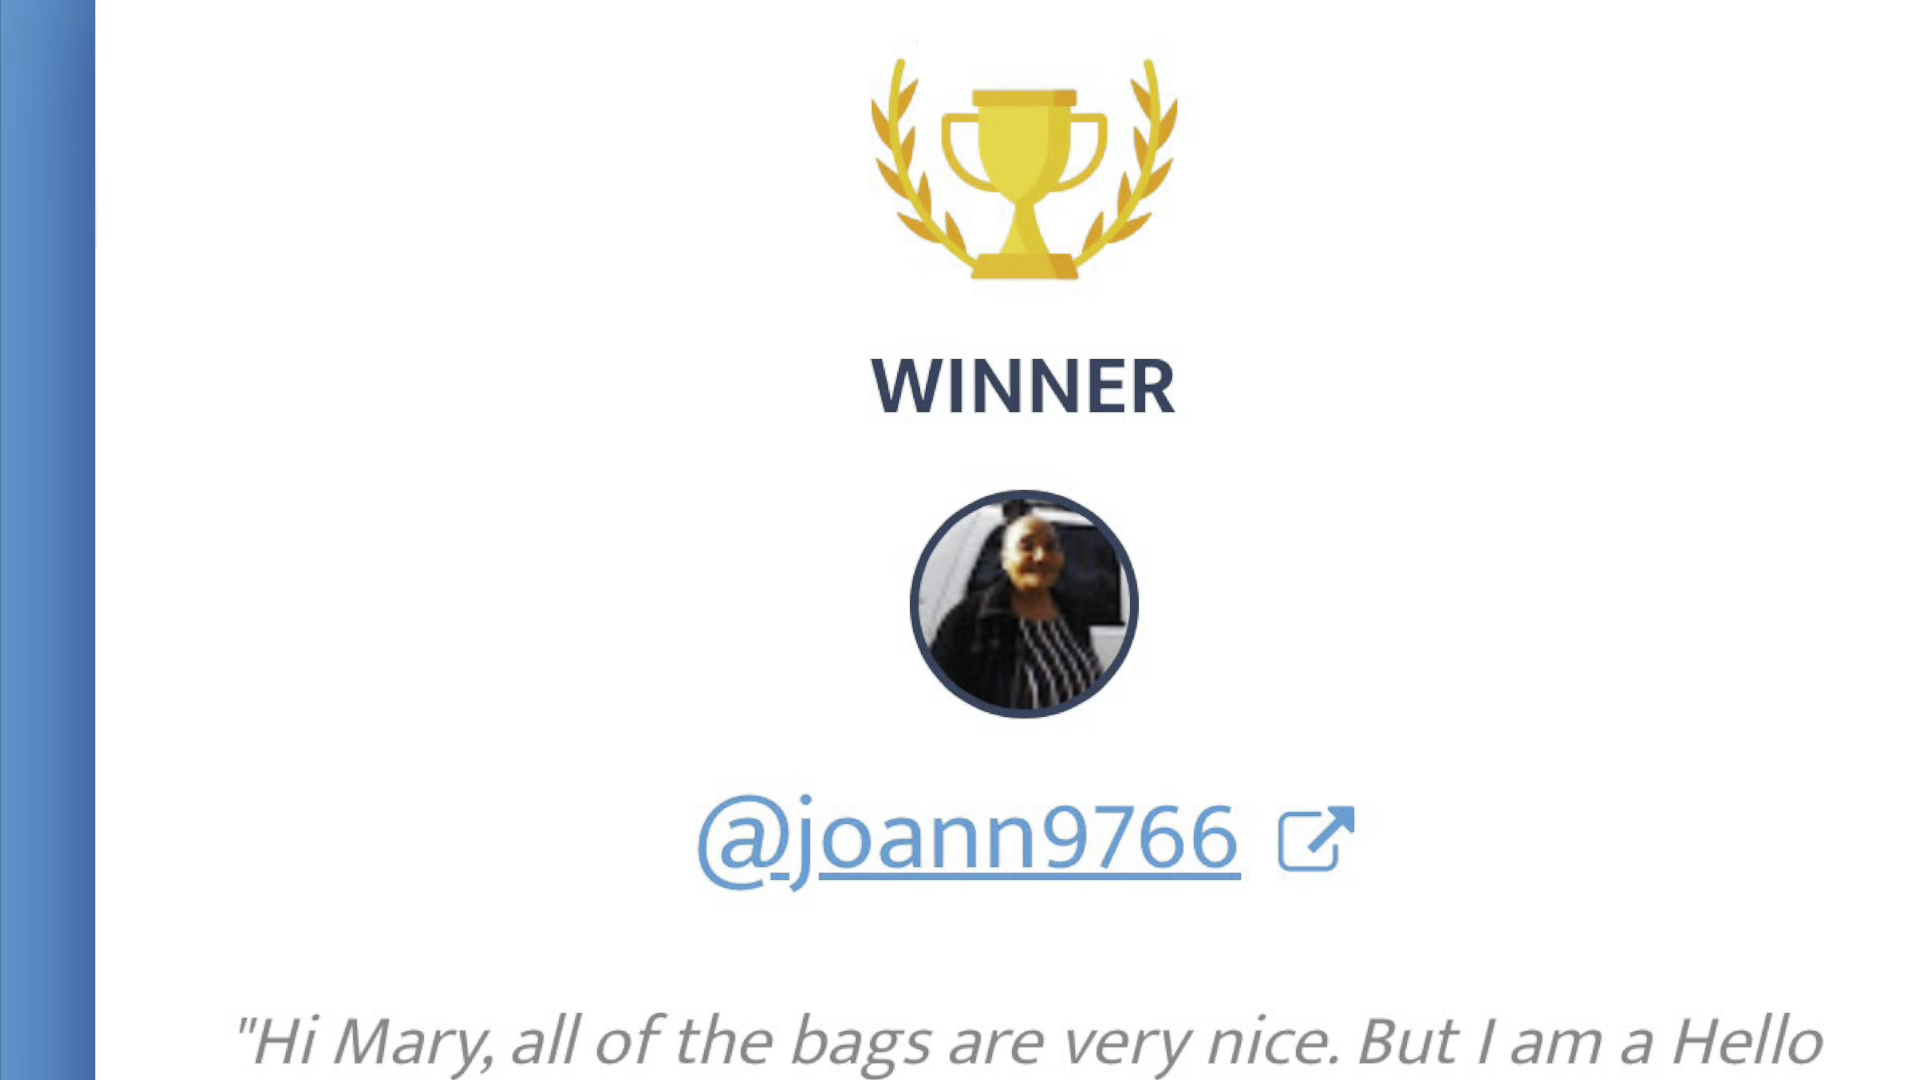 WINNER
@joann9766
"Hi Mary, all of the bags are very nice. But I am a Hello